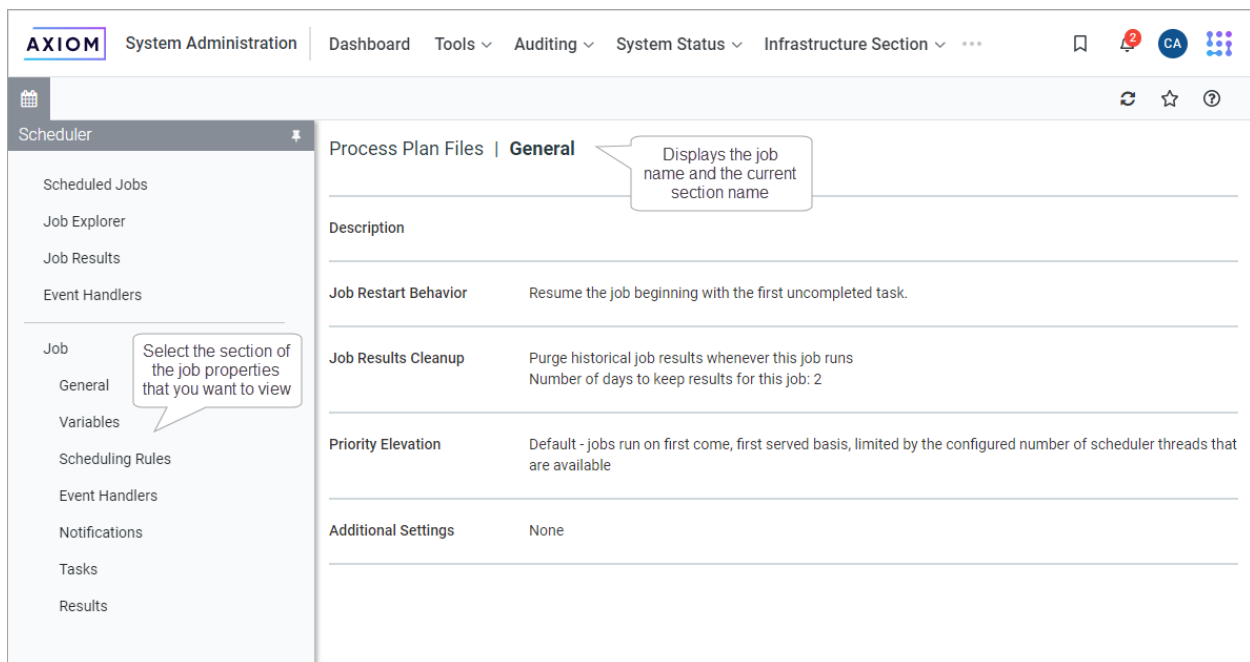 AXIOM System Administration Dashboard Tools Auditing System Status Infrastructure Section 2 CA
Scheduler
Scheduled Jobs
Job Explorer
Job Results
Event Handlers
Job
General
Variables
Scheduling Rules
Event Handlers
Notifications
Tasks
Results
Select the section of
the job properties
that you want to view
Process Plan Files | General
Displays the job
name and the current
section name
Description
Job Restart Behavior Resume the job beginning with the first uncompleted task.
Job Results Cleanup Purge historical job results whenever this job runs
Number of days to keep results for this job: 2
Priority Elevation Default - jobs run on first come, first served basis, limited by the configured number of scheduler threads that
are available
Additional Settings None